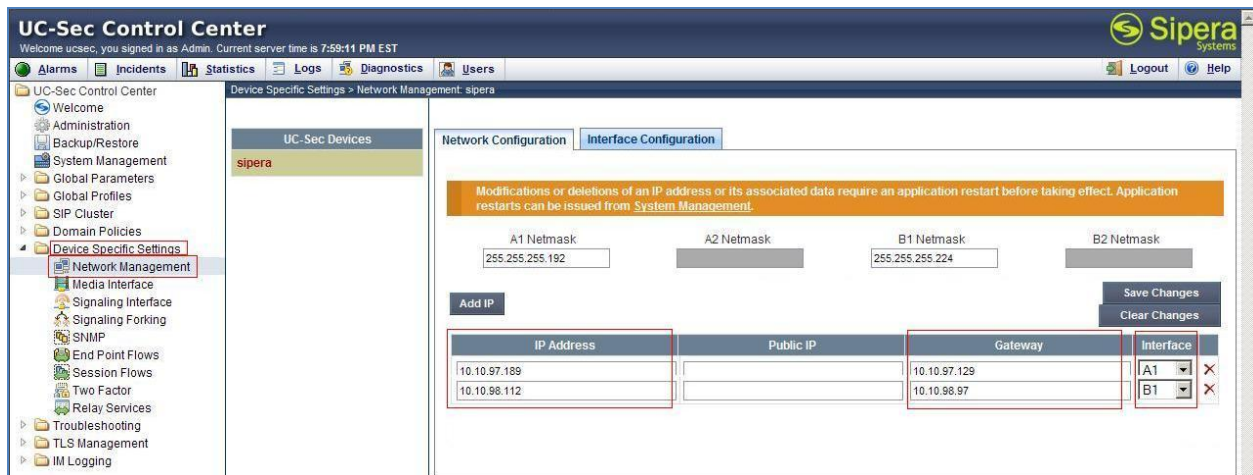 UC-Sec Control Center
Welcome ucsec, you signed in as Admin. Current server time is 7:59:11 PM EST
Sipera
Systems
Alarms Incidents Statistics Logs Diagnostics Users Logout Help
UC-Sec Control Center
Welcome
Administration
Backup/Restore
System Management
Global Parameters
Global Profiles
SIP Cluster
Domain Policies
Device Specific Settings
Network Management
Media Interface
Signaling Interface
Signaling Forking
SNMP
End Point Flows
Session Flows
Two Factor
Relay Services
Troubleshooting
TLS Management
IM Logging
Device Specific Settings > Network Management: sipera
UC-Sec Devices
sipera
Network Configuration Interface Configuration
Modifications or deletions of an IP address or its associated data require an application restart before taking effect. Application
restarts can be issued from System Management.
A1 Netmask A2 Netmask B1 Netmask B2 Netmask
255.255.255.192 255.255.255.224
Add IP
Save Changes
Clear Changes
IP Address Public IP Gateway Interface
10.10.97.189 10.10.97.129 A1
10.10.98.112 10.10.98.97 B1